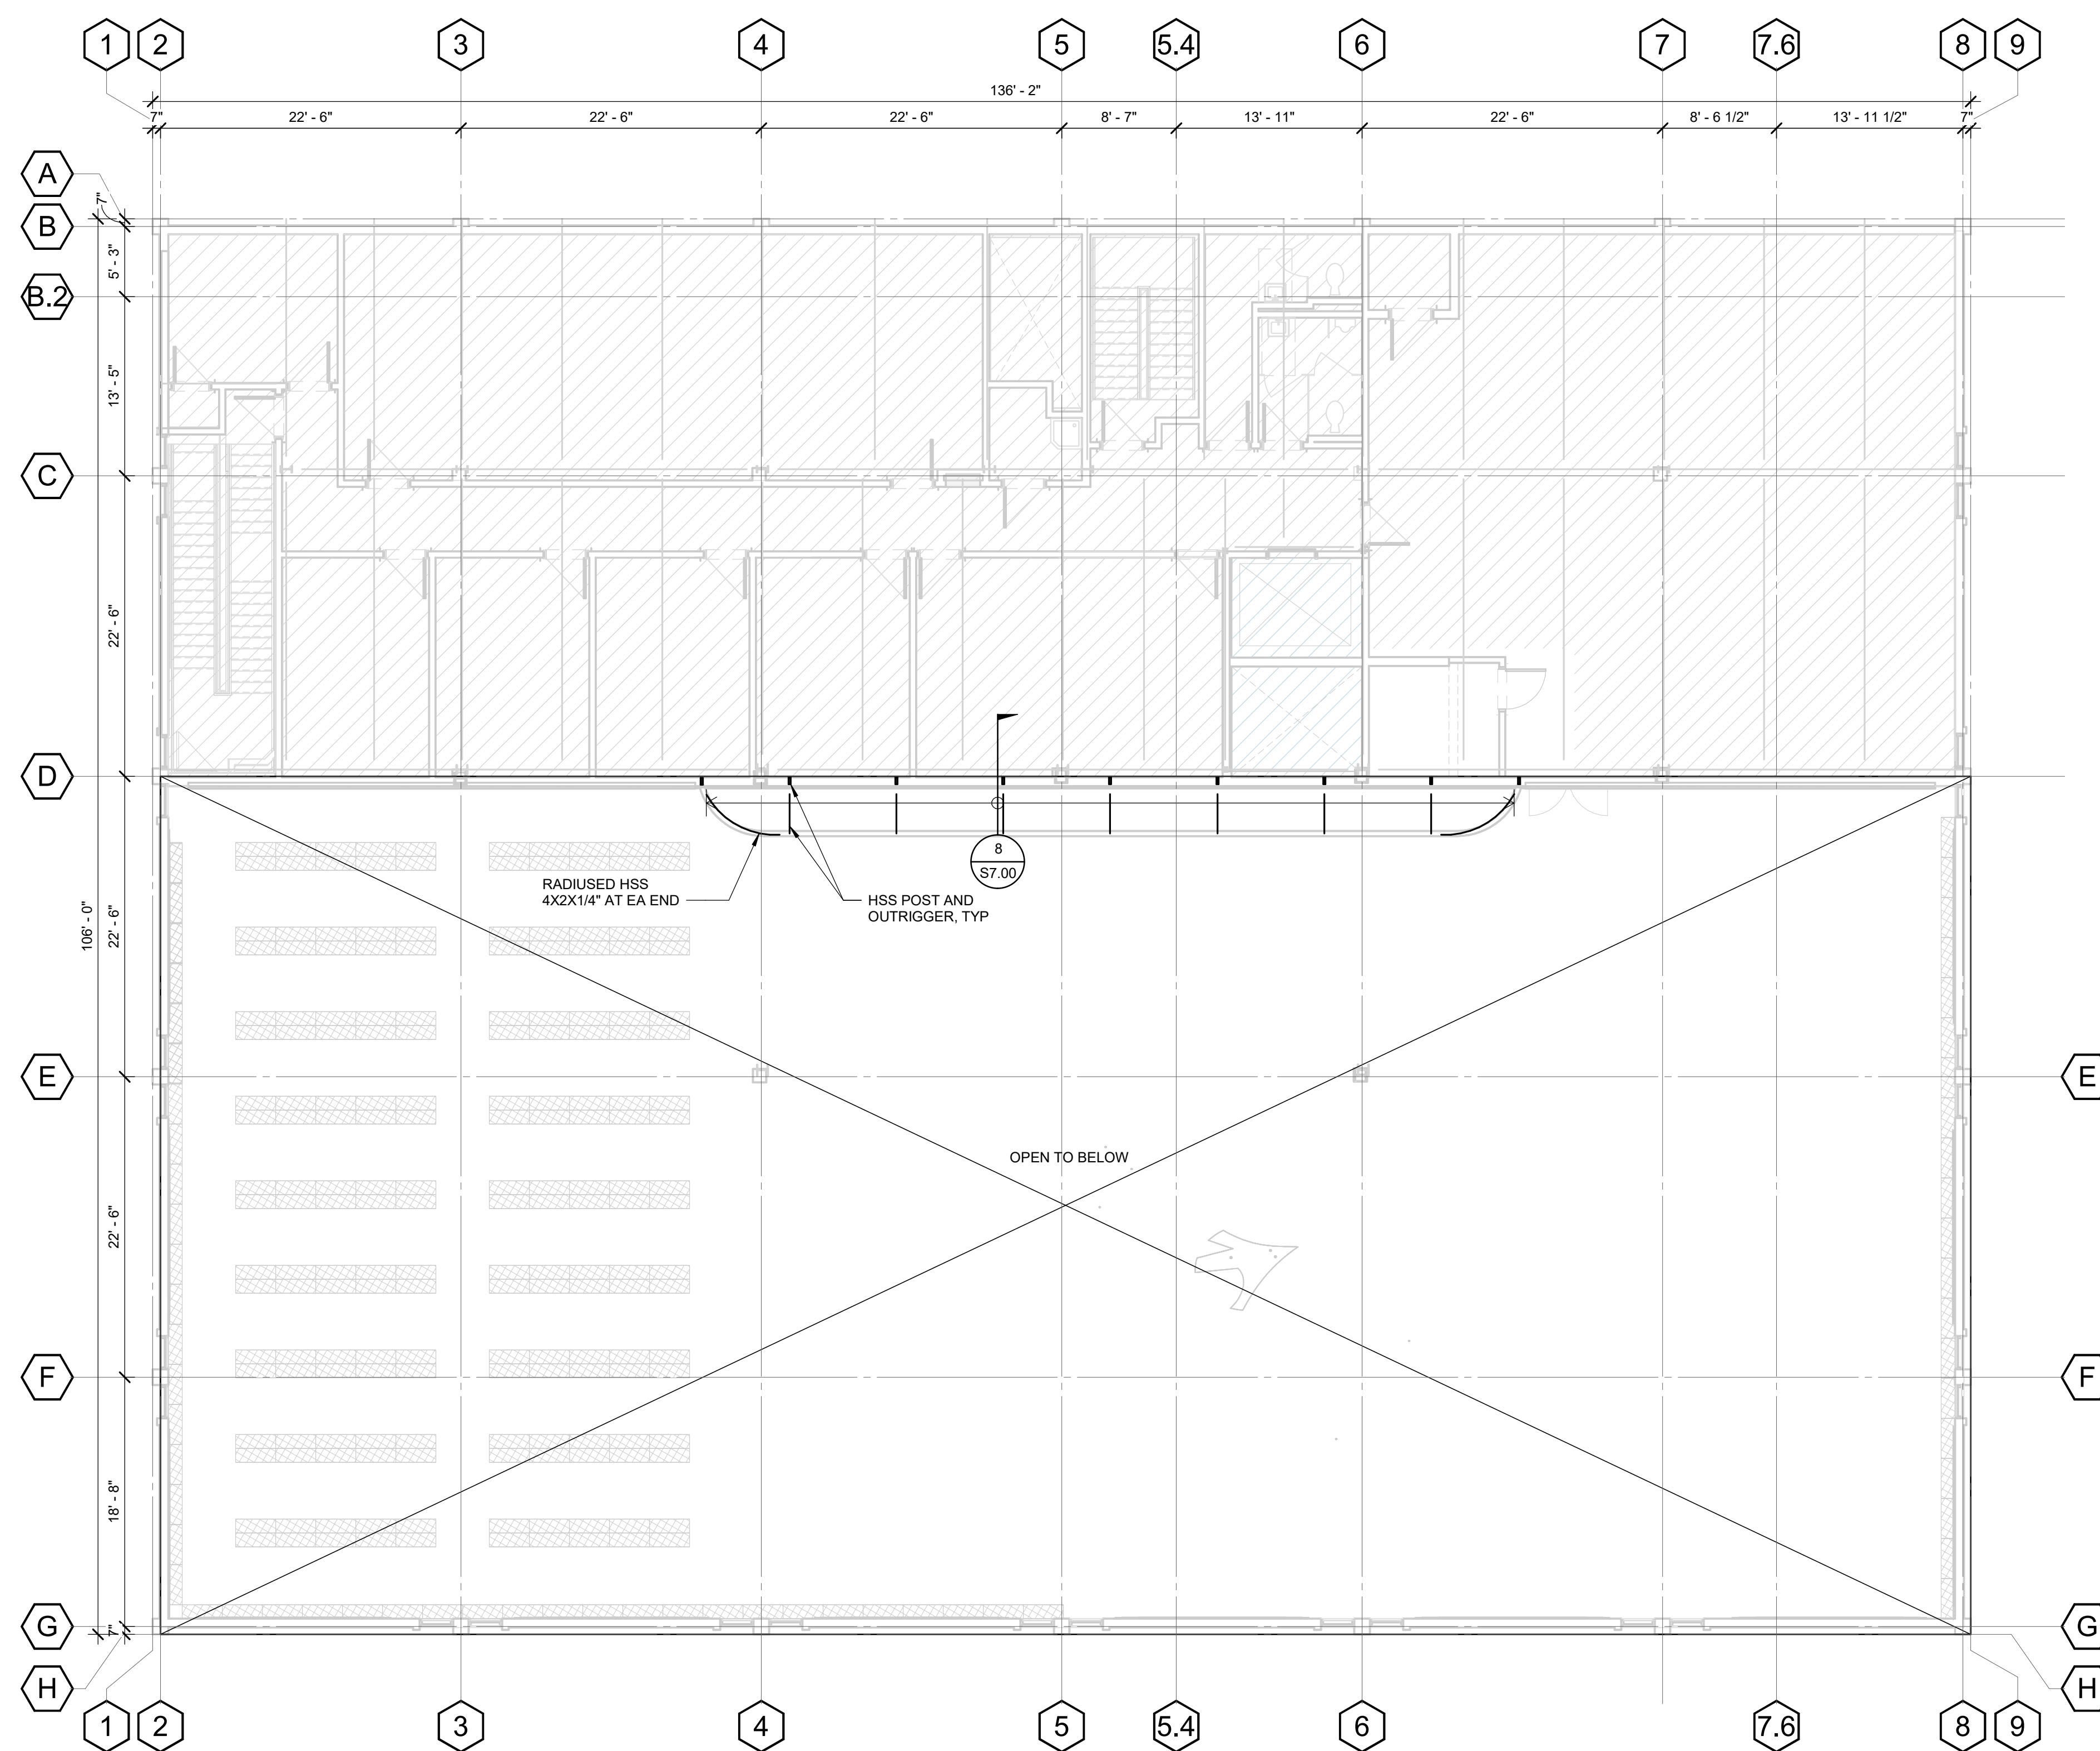 1
2
3
4
5
5.4
6
7
7.6
8
9
136' - 2"
7"
22' - 6"
22' - 6"
22' - 6"
8' - 7"
13' - 11"
22' - 6"
8' - 6 1/2"
13' - 11 1/2"
7"
A
7"
B
5' - 3"
B.2
13' - 5"
C
22' - 6"
D
8
S7.00
RADIUSED HSS
4X2X1/4" AT EA END
HSS POST AND
OUTRIGGER, TYP
106' - 0"
22' - 6"
E
E
OPEN TO BELOW
22' - 6"
F
F
18' - 8"
G
7"
G
H
H
1
2
3
4
5
5.4
6
7.6
8
9